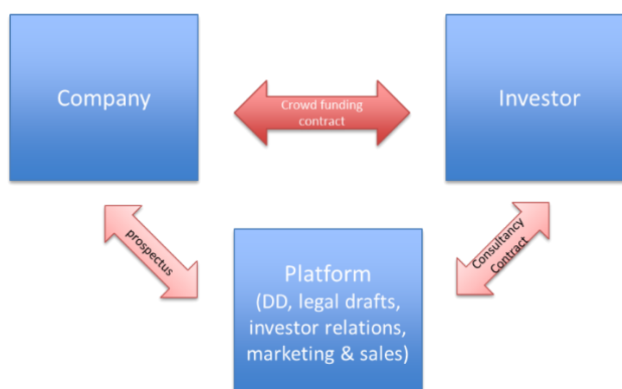 Company
Investor
Crowd funding
contract
prospectus
Consultancy
Contract
Platform
(DD, legal drafts,
investor relations,
marketing & sales)